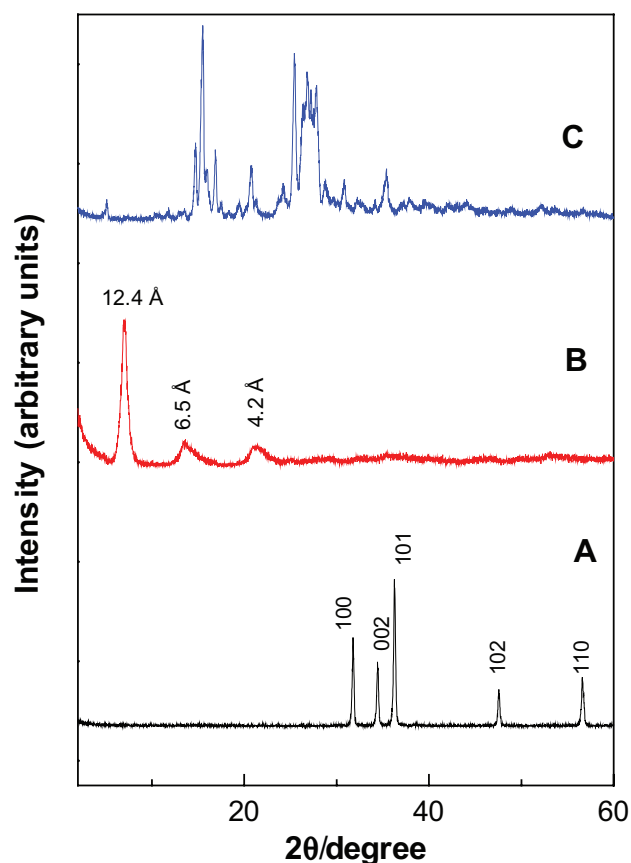 C
12.4 Å
B
6.5 Å
4.2 Å
A
101
100
002
102
110
20
40
60
2θ/degree
Intensity (arbitrary units)